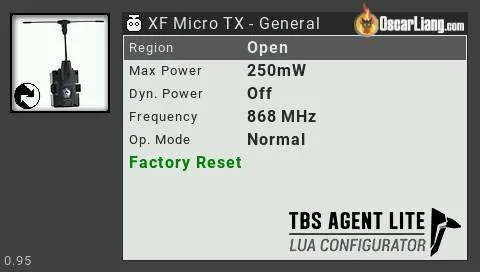 XF Micro TX - General
OscarLiang.com
Region Open
Max Power 250mW
Dyn. Power Off
Frequency 868 MHz
Op. Mode Normal
Factory Reset
TBS AGENT LITE
LUA CONFIGURATOR
0.95